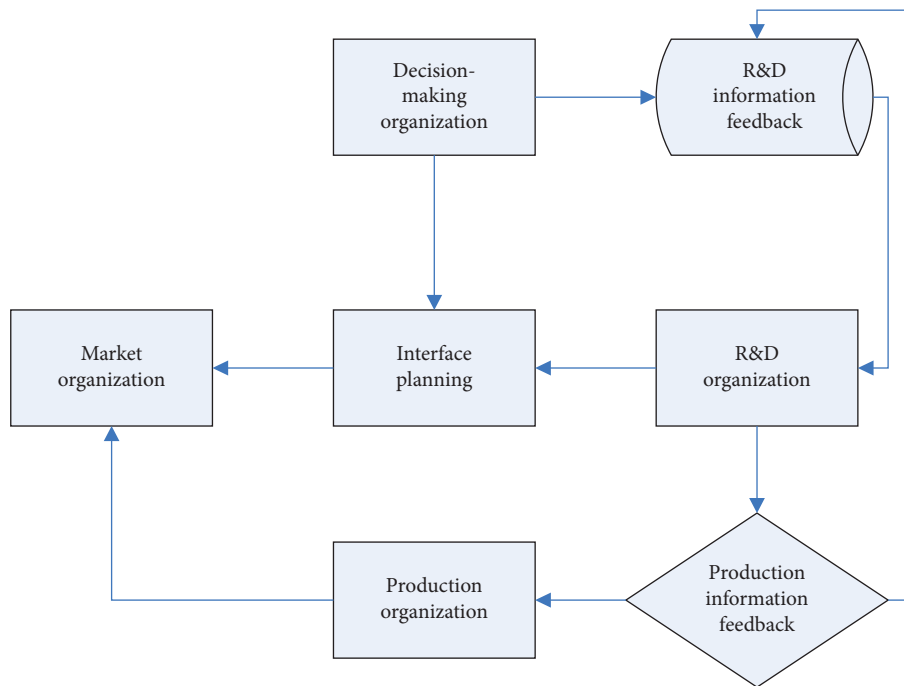 Decision-
making
organization
R&D
information
feedback
Market
organization
Interface
planning
R&D
organization
Production
organization
Production
information
feedback